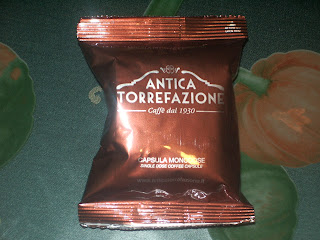 ANTICA
TORREFAZIONE
Caffè dal 1930
CAPSULA MONODOSE
SINGLE DOSE COFFEE CAPSULE